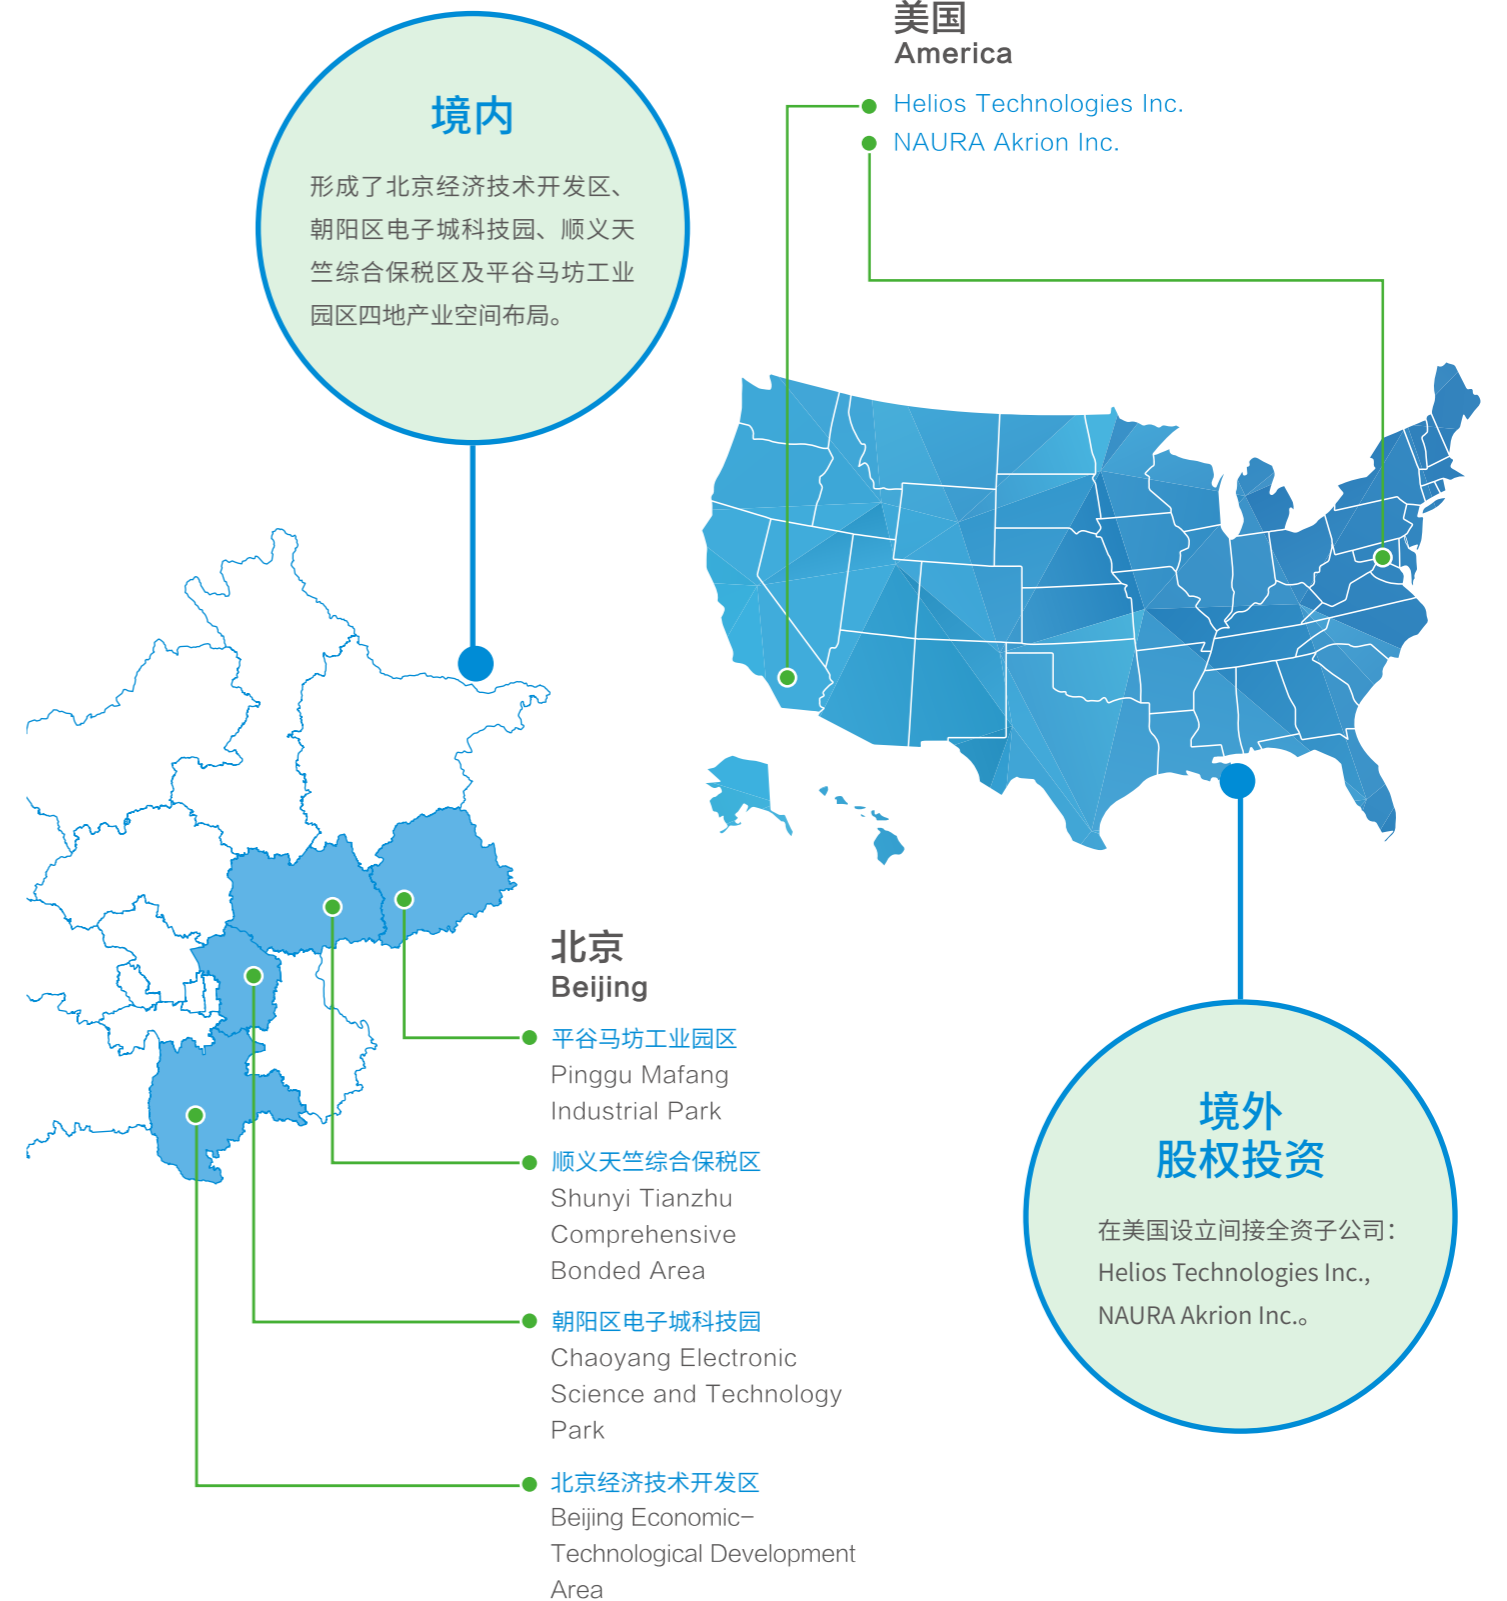 境内
形成了北京经济技术开发区、
朝阳区电子城科技园、顺义天
竺综合保税区及平谷马坊工业
园区四地产业空间布局。
美国
America
Helios Technologies Inc.
NAURA Akrion Inc.
北京
Beijing
平谷马坊工业园区
Pinggu Mafang
Industrial Park
顺义天竺综合保税区
Shunyi Tianzhu
Comprehensive
Bonded Area
朝阳区电子城科技园
Chaoyang Electronic
Science and Technology
Park
北京经济技术开发区
Beijing Economic-
Technological Development
Area
境外
股权投资
在美国设立间接全资子公司：
Helios Technologies Inc.,
NAURA Akrion Inc.。